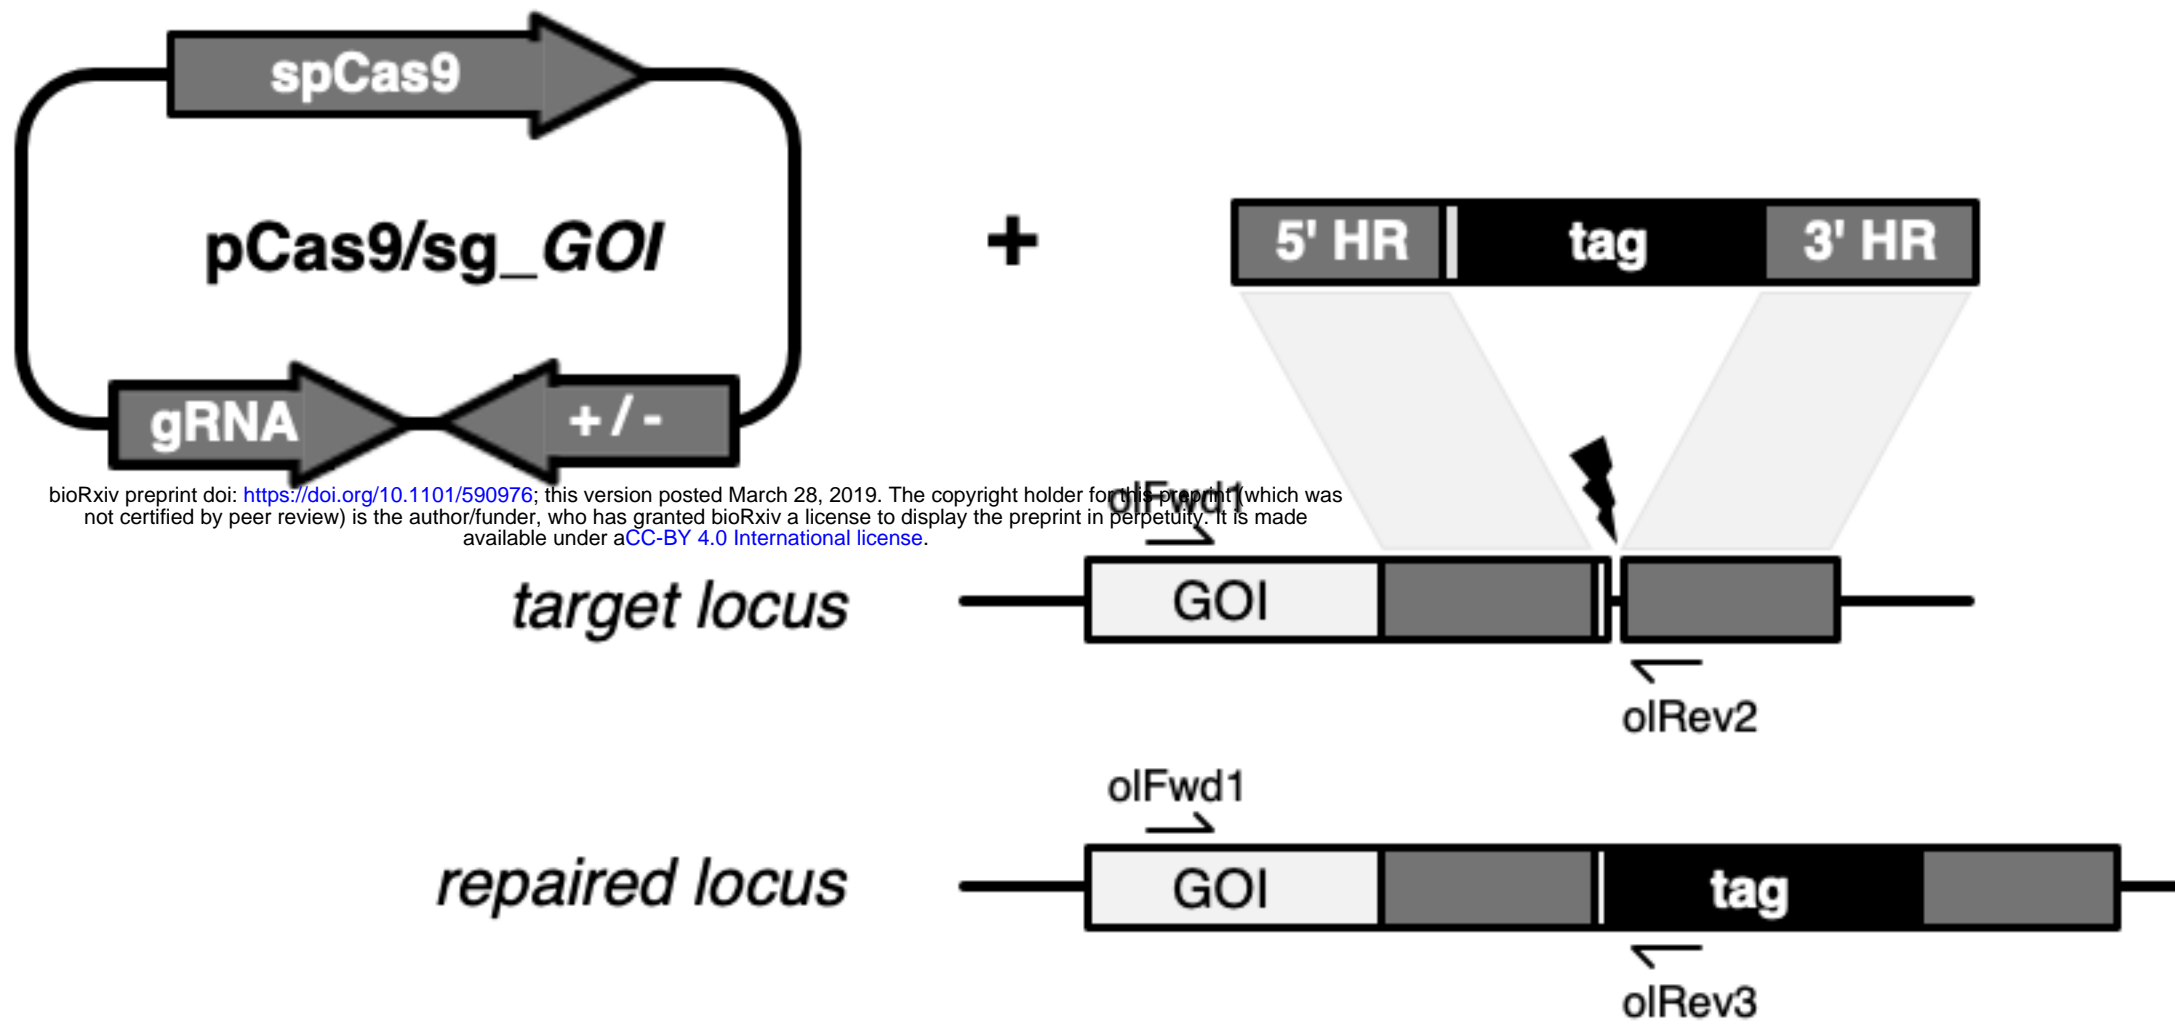 spCas9
pCas9/sg_GOI
+
5' HR
tag
3' HR
gRNA
+ / -
bioRxiv preprint doi: https://doi.org/10.1101/590976; this version posted March 28, 2019. The copyright holder for this preprint (which was
not certified by peer review) is the author/funder, who has granted bioRxiv a license to display the preprint in perpetuity. It is made
available under aCC-BY 4.0 International license.
olFwd1
target locus
GOI
olRev2
olFwd1
repaired locus
GOI
tag
olRev3